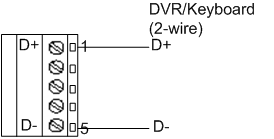 DVR/Keyboard
(2-wire)
D+ 1 D+
D- 5 D-